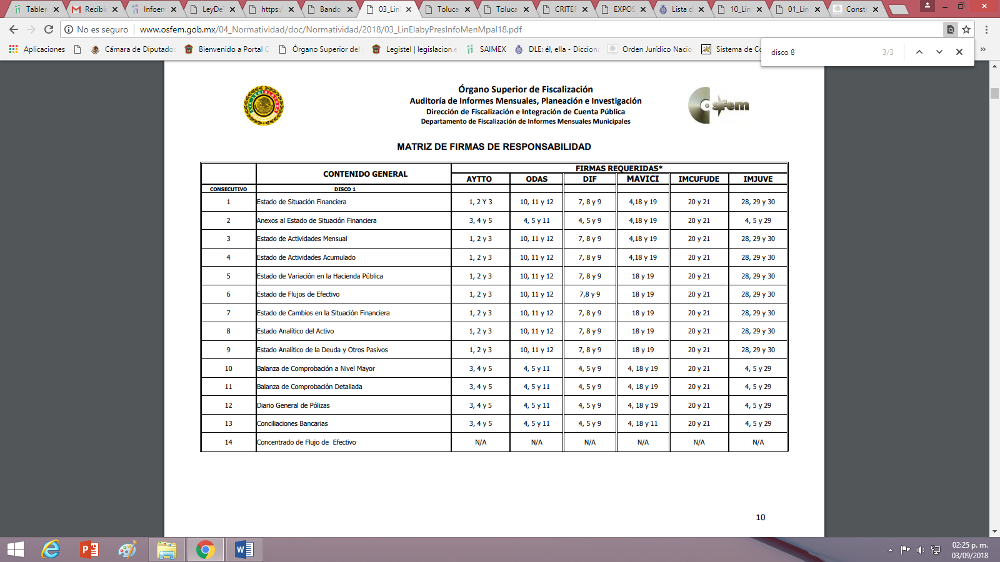 Tabler
Recibid
Infoem
LeyDe
https:/
Bando
03_Lin
Toluca
Toluca
CRITEF
EXPOS
Lista d
10_Lin
01_Lin
Consti
No es seguro
www.osfem.gob.mx/04_Normatividad/doc/Normatividad/2018/03_LinElabyPresInfoMenMpal18.pdf
Aplicaciones
Cámara de Diputados
Bienvenido a Portal C
Órgano Superior del
Legistel | legislacion.e
SAIMEX
DLE: él, ella - Diccion
Orden Jurídico Nacio
Sistema de Co
»
disco 8
3/3
Órgano Superior de Fiscalización
Auditoría de Informes Mensuales, Planeación e Investigación
Dirección de Fiscalización e Integración de Cuenta Pública
Departamento de Fiscalización de Informes Mensuales Municipales
Osfem
MATRIZ DE FIRMAS DE RESPONSABILIDAD
CONTENIDO GENERAL FIRMAS REQUERIDAS*
AYTTO ODAS DIF MAVICI IMCUFUDE IMJUVE
CONSECUTIVO DISCO 1
1 Estado de Situación Financiera 1, 2 Y 3 10, 11 y 12 7, 8 y 9 4,18 y 19 20 y 21 28, 29 y 30
2 Anexos al Estado de Situación Financiera 3, 4 y 5 4, 5 y 11 4, 5 y 9 4,18 y 19 20 y 21 4, 5 y 29
3 Estado de Actividades Mensual 1, 2 y 3 10, 11 y 12 7, 8 y 9 4,18 y 19 20 y 21 28, 29 y 30
4 Estado de Actividades Acumulado 1, 2 y 3 10, 11 y 12 7, 8 y 9 4,18 y 19 20 y 21 28, 29 y 30
5 Estado de Variación en la Hacienda Pública 1, 2 y 3 10, 11 y 12 7, 8 y 9 18 y 19 20 y 21 28, 29 y 30
6 Estado de Flujos de Efectivo 1, 2 y 3 10, 11 y 12 7,8 y 9 18 y 19 20 y 21 28, 29 y 30
7 Estado de Cambios en la Situación Financiera 1, 2 y 3 10, 11 y 12 7, 8 y 9 18 y 19 20 y 21 28, 29 y 30
8 Estado Analítico del Activo 1, 2 y 3 10, 11 y 12 7, 8 y 9 18 y 19 20 y 21 28, 29 y 30
9 Estado Analítico de la Deuda y Otros Pasivos 1, 2 y 3 10, 11 y 12 7, 8 y 9 18 y 19 20 y 21 28, 29 y 30
10 Balanza de Comprobación a Nivel Mayor 3, 4 y 5 4, 5 y 11 4, 5 y 9 4, 18 y 19 20 y 21 4, 5 y 29
11 Balanza de Comprobación Detallada 3, 4 y 5 4, 5 y 11 4, 5 y 9 4, 18 y 19 20 y 21 4, 5 y 29
12 Diario General de Pólizas 3, 4 y 5 4, 5 y 11 4, 5 y 9 4, 18 y 19 20 y 21 4, 5 y 29
13 Conciliaciones Bancarias 3, 4 y 5 4, 5 y 11 4, 5 y 9 4, 18 y 11 20 y 21 4, 5 y 29
14 Concentrado de Flujo de Efectivo N/A N/A N/A N/A N/A N/A
10
02:25 p. m.
03/09/2018